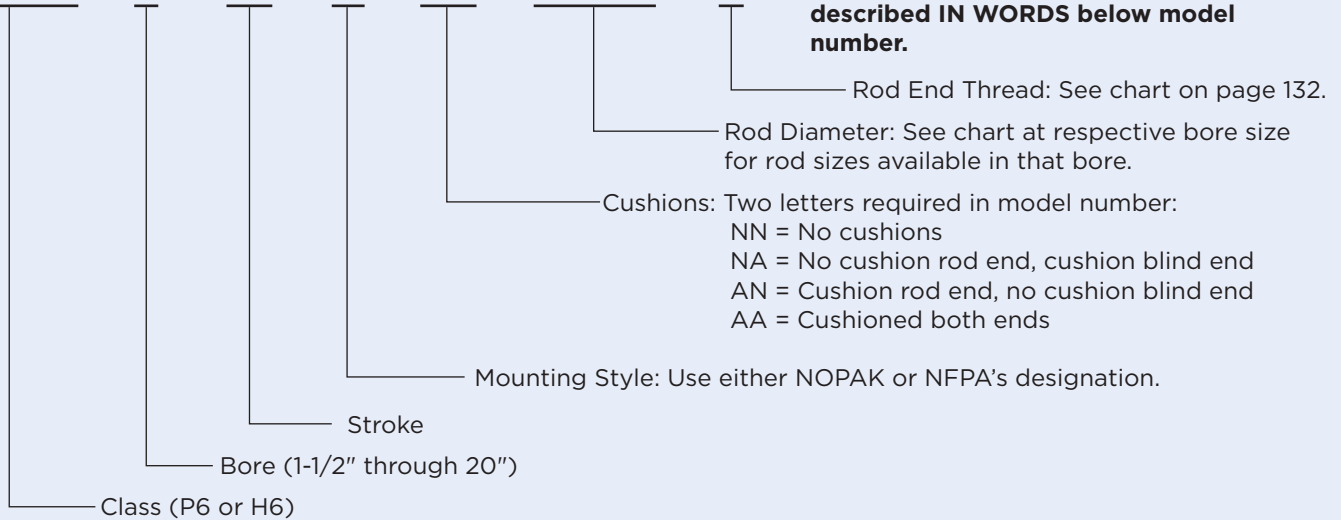 described IN WORDS below model
number.
Rod End Thread: See chart on page 132.
Rod Diameter: See chart at respective bore size
for rod sizes available in that bore.
Cushions: Two letters required in model number:
NN = No cushions
NA = No cushion rod end, cushion blind end
AN = Cushion rod end, no cushion blind end
AA = Cushioned both ends
Mounting Style: Use either NOPAK or NFPA’s designation.
Stroke
Bore (1-1/2" through 20")
Class (P6 or H6)